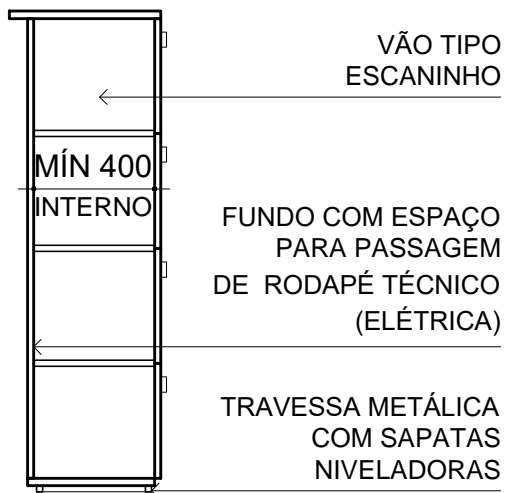 VÃO TIPO
ESCANINHO
MÍN 400
INTERNO
FUNDO COM ESPAÇO
PARA PASSAGEM
DE RODAPÉ TÉCNICO
(ELÉTRICA)
TRAVESSA METÁLICA
COM SAPATAS
NIVELADORAS